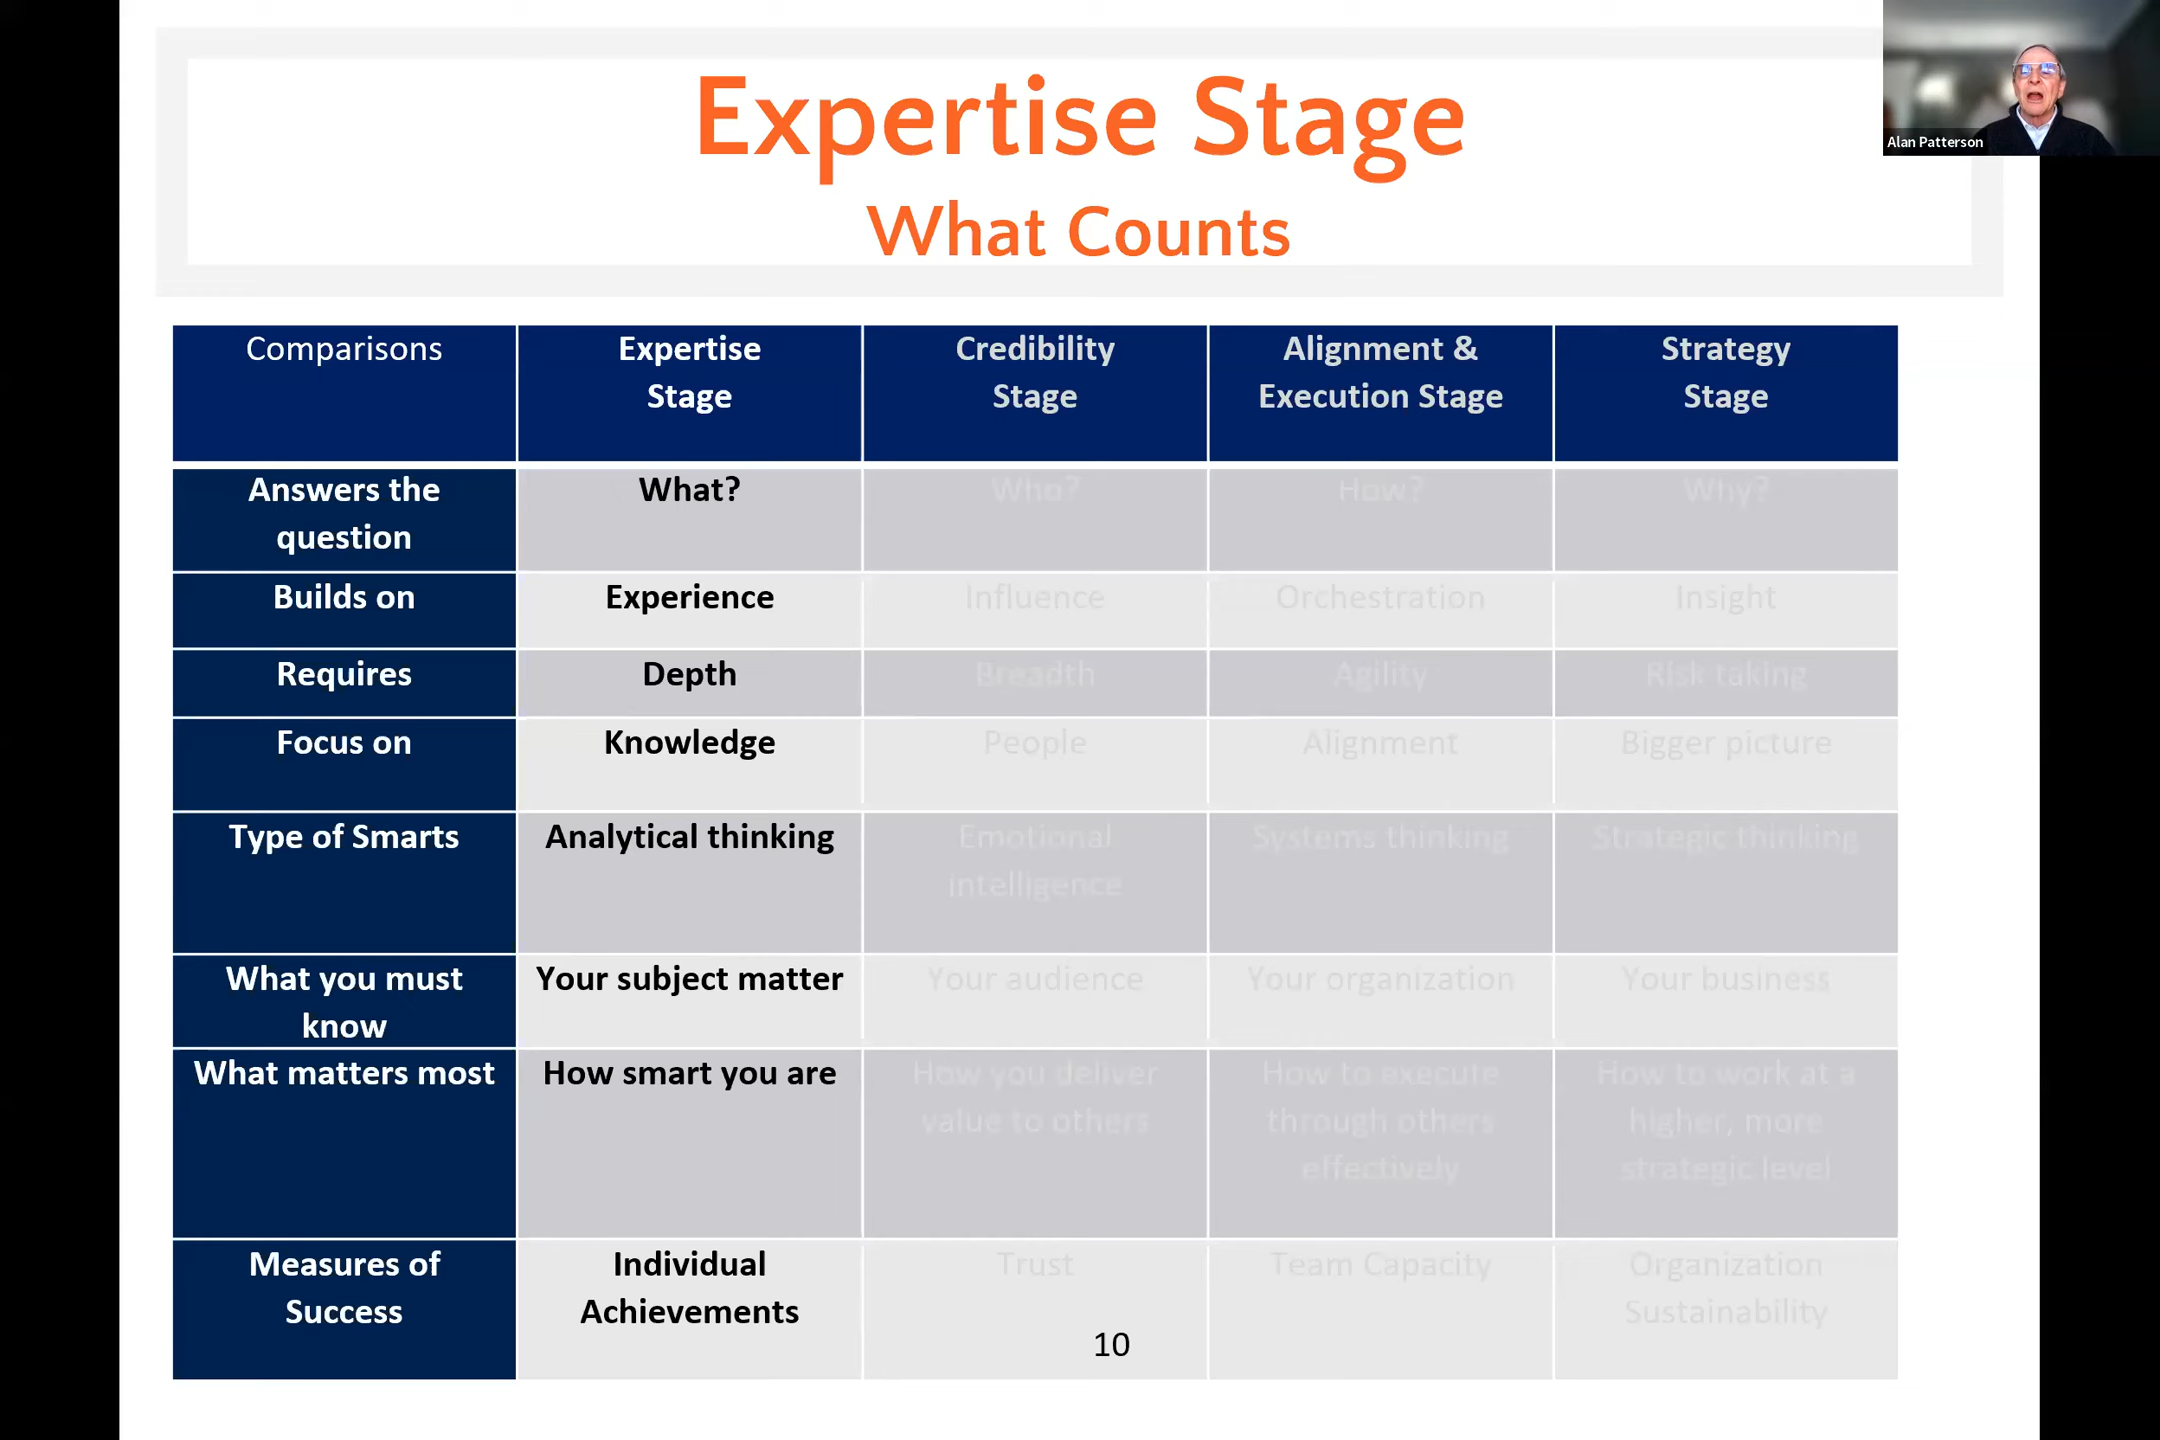 Expertise Stage
What Counts
Alan Patterson
Comparisons
Expertise
Stage
Credibility
Stage
Alignment &
Execution Stage
Strategy
Stage
Answers the
question
What?
Who?
How?
Why?
Builds on
Experience
Influence
Orchestration
Insight
Requires
Depth
Breadth
Agility
Risk taking
Focus on
Knowledge
People
Alignment
Bigger picture
Type of Smarts
Analytical thinking
Emotional
intelligence
Systems thinking
Strategic thinking
What you must
know
Your subject matter
Your audience
Your organization
Your business
What matters most
How smart you are
How you deliver
value to others
How to execute
through others
effectively
How to work at a
higher, more
strategic level
Measures of
Success
Individual
Achievements
Trust
Team Capacity
Organization
Sustainability
10